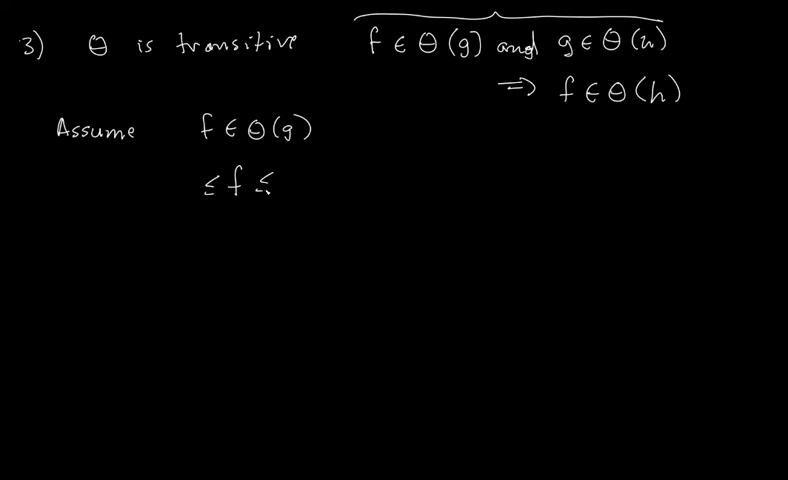 3) Θ is transitive f ∈ Θ(g) and g ∈ Θ(h)
⇒ f ∈ Θ(h)
Assume f ∈ Θ(g)
≤ f ≤